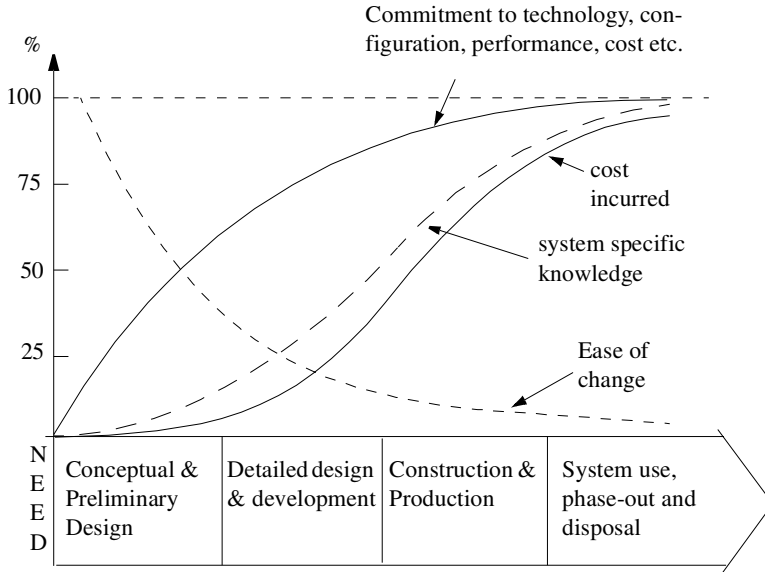 Commitment to technology, con-
figuration, performance, cost etc.
%
100
75
50
25
cost
incurred
system specific
knowledge
Ease of
change
N
E
E
D
Conceptual &
Preliminary
Design
Detailed design
& development
Construction &
Production
System use,
phase-out and
disposal